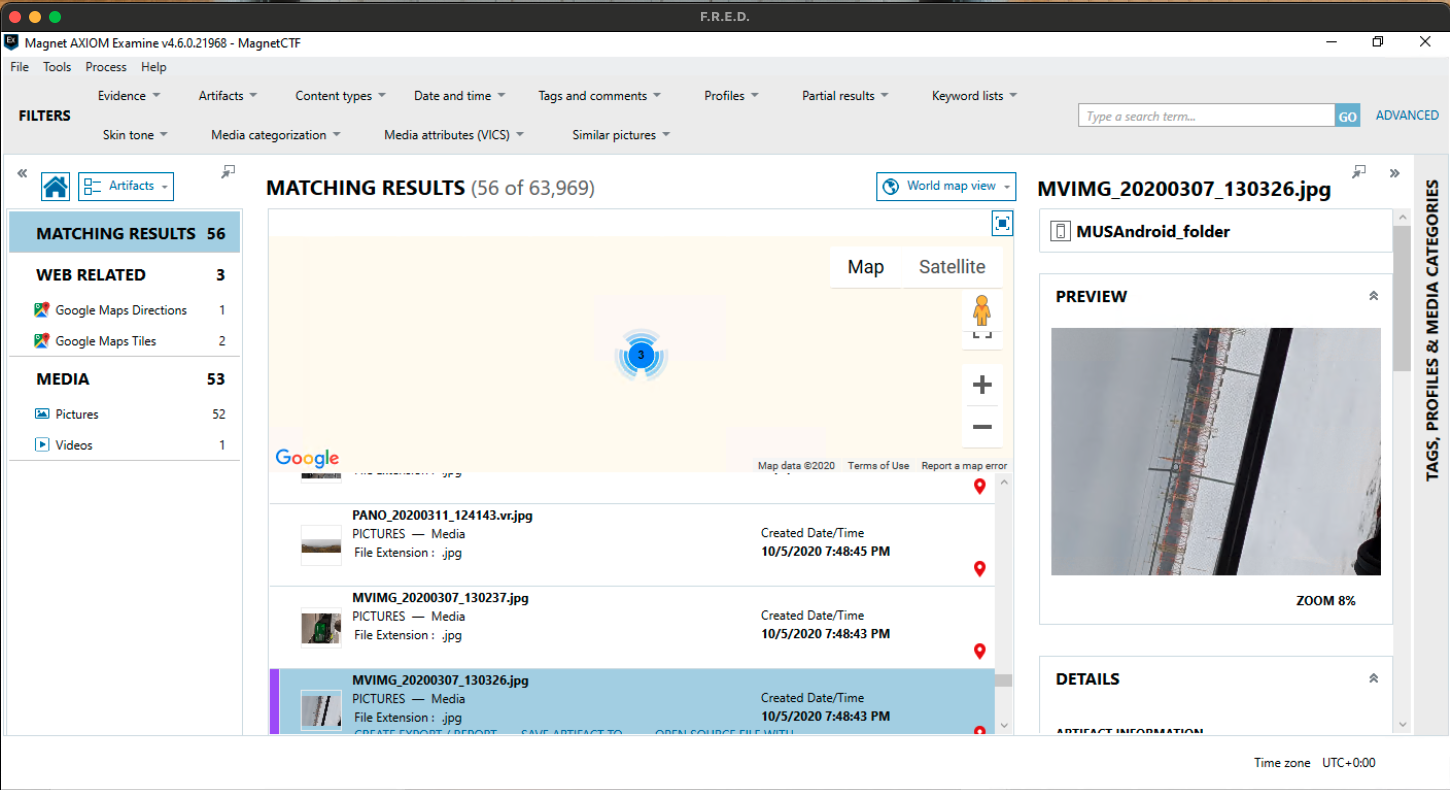 F.R.E.D.
EX Magnet AXIOM Examine v4.6.0.21968 - MagnetCTF
File Tools Process Help
FILTERS
Evidence Artifacts Content types Date and time Tags and comments Profiles Partial results Keyword lists
Skin tone Media categorization Media attributes (VICS) Similar pictures
Type a search term... GO ADVANCED
Artifacts
MATCHING RESULTS 56
WEB RELATED 3
Google Maps Directions 1
Google Maps Tiles 2
MEDIA 53
Pictures 52
Videos 1
MATCHING RESULTS (56 of 63,969)
World map view
Map Satellite
3
Google
Map data ©2020 Terms of Use Report a map error
File Extension : .jpg
PANO_20200311_124143.vr.jpg
PICTURES — Media
File Extension : .jpg
Created Date/Time
10/5/2020 7:48:45 PM
MVIMG_20200307_130237.jpg
PICTURES — Media
File Extension : .jpg
Created Date/Time
10/5/2020 7:48:43 PM
MVIMG_20200307_130326.jpg
PICTURES — Media
File Extension : .jpg
Created Date/Time
10/5/2020 7:48:43 PM
CREATE EXPORT / REPORT SAVE ARTIFACT TO OPEN SOURCE FILE WITH
MVIMG_20200307_130326.jpg
MUSAndroid_folder
PREVIEW
ZOOM 8%
DETAILS
ARTIFACT INFORMATION
TAGS, PROFILES & MEDIA CATEGORIES
Time zone UTC+0:00